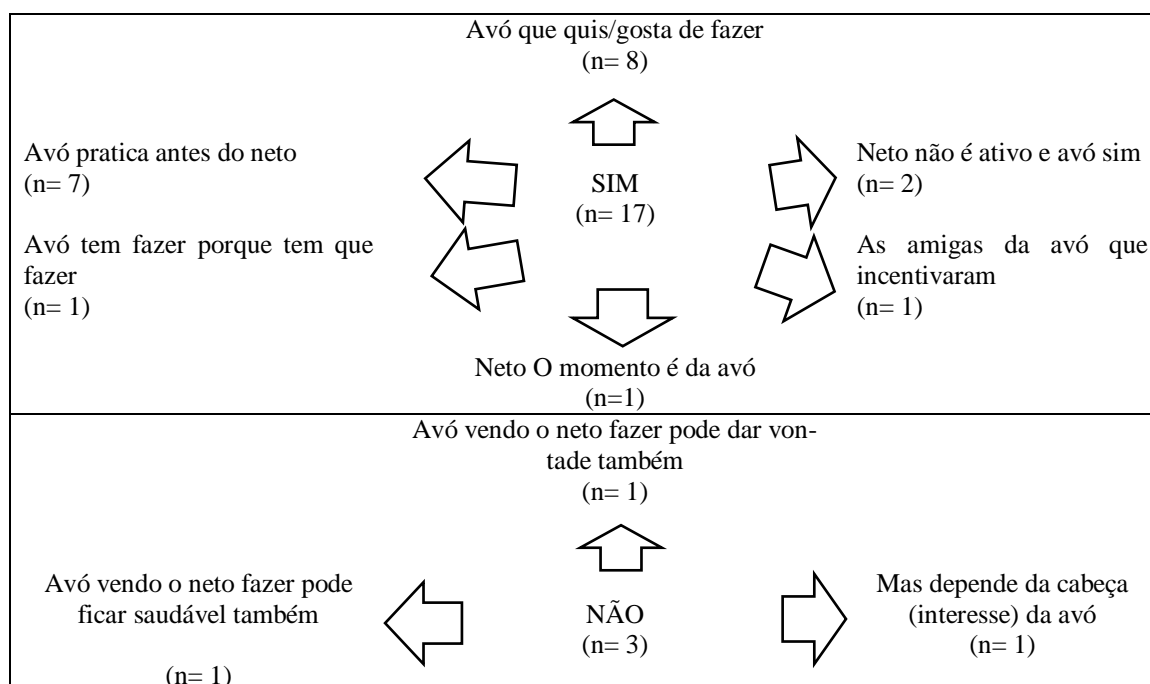 Avó que quis/gosta de fazer
(n= 8)
Avó pratica antes do neto
(n= 7)
SIM
(n= 17)
Neto não é ativo e avó sim
(n= 2)
Avó tem fazer porque tem que
fazer
(n= 1)
As amigas da avó que
incentivaram
(n= 1)
Neto O momento é da avó
(n=1)
Avó vendo o neto fazer pode dar von-
tade também
(n= 1)
Avó vendo o neto fazer pode
ficar saudável também
(n= 1)
NÃO
(n= 3)
Mas depende da cabeça
(interesse) da avó
(n= 1)